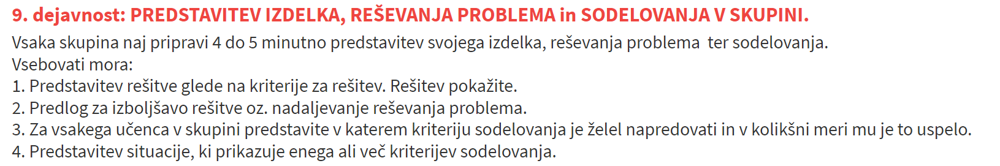 9. dejavnost: PREDSTAVITEV IZDELKA, REŠEVANJA PROBLEMA in SODELOVANJA V SKUPINI.
Vsaka skupina naj pripravi 4 do 5 minutno predstavitev svojega izdelka, reševanja problema  ter sodelovanja.
Vsebovati mora:
1. Predstavitev rešitve glede na kriterije za rešitev. Rešitev pokažite.
2. Predlog za izboljšavo rešitve oz. nadaljevanje reševanja problema.
3. Za vsakega učenca v skupini predstavite v katerem kriteriju sodelovanja je želel napredovati in v kolikšni meri mu je to uspelo.
4. Predstavitev situacije, ki prikazuje enega ali več kriterijev sodelovanja.